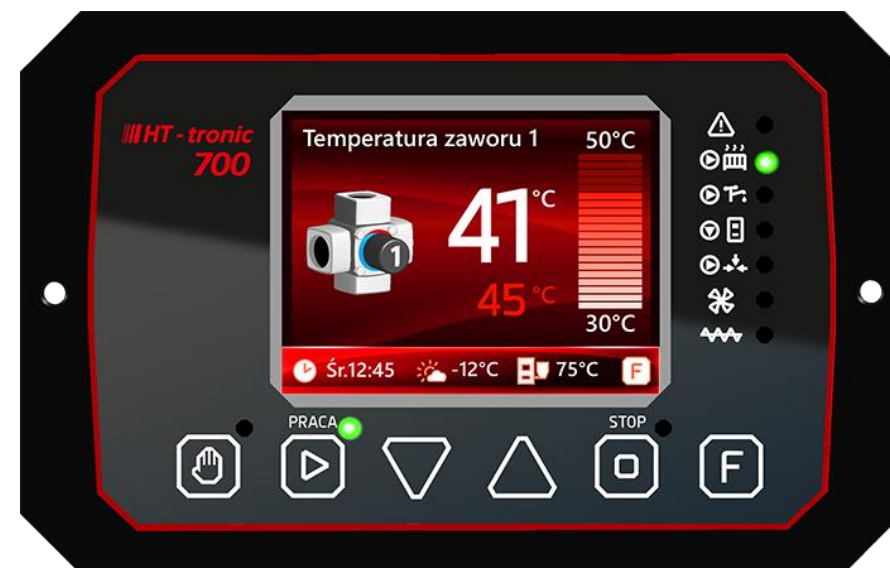 HT-tronic
700
Temperatura zaworu 1
50°C
41°C
1
45°C
30°C
Śr.12:45 -12°C 75°C F
PRACA
STOP
F